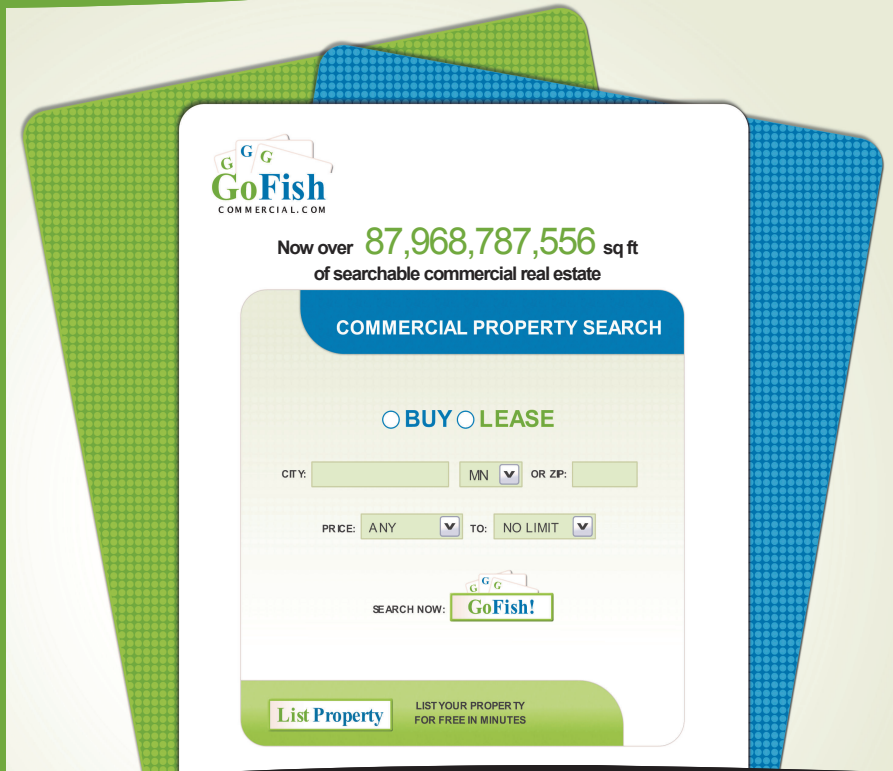 G G G
GoFish
COMMERCIAL.COM
Now over 87,968,787,556 sq ft
of searchable commercial real estate
COMMERCIAL PROPERTY SEARCH
BUY LEASE
CITY: MN OR ZIP:
PRICE: ANY TO: NO LIMIT
G G G
SEARCH NOW: GoFish!
List Property
LIST YOUR PROPERTY
FOR FREE IN MINUTES